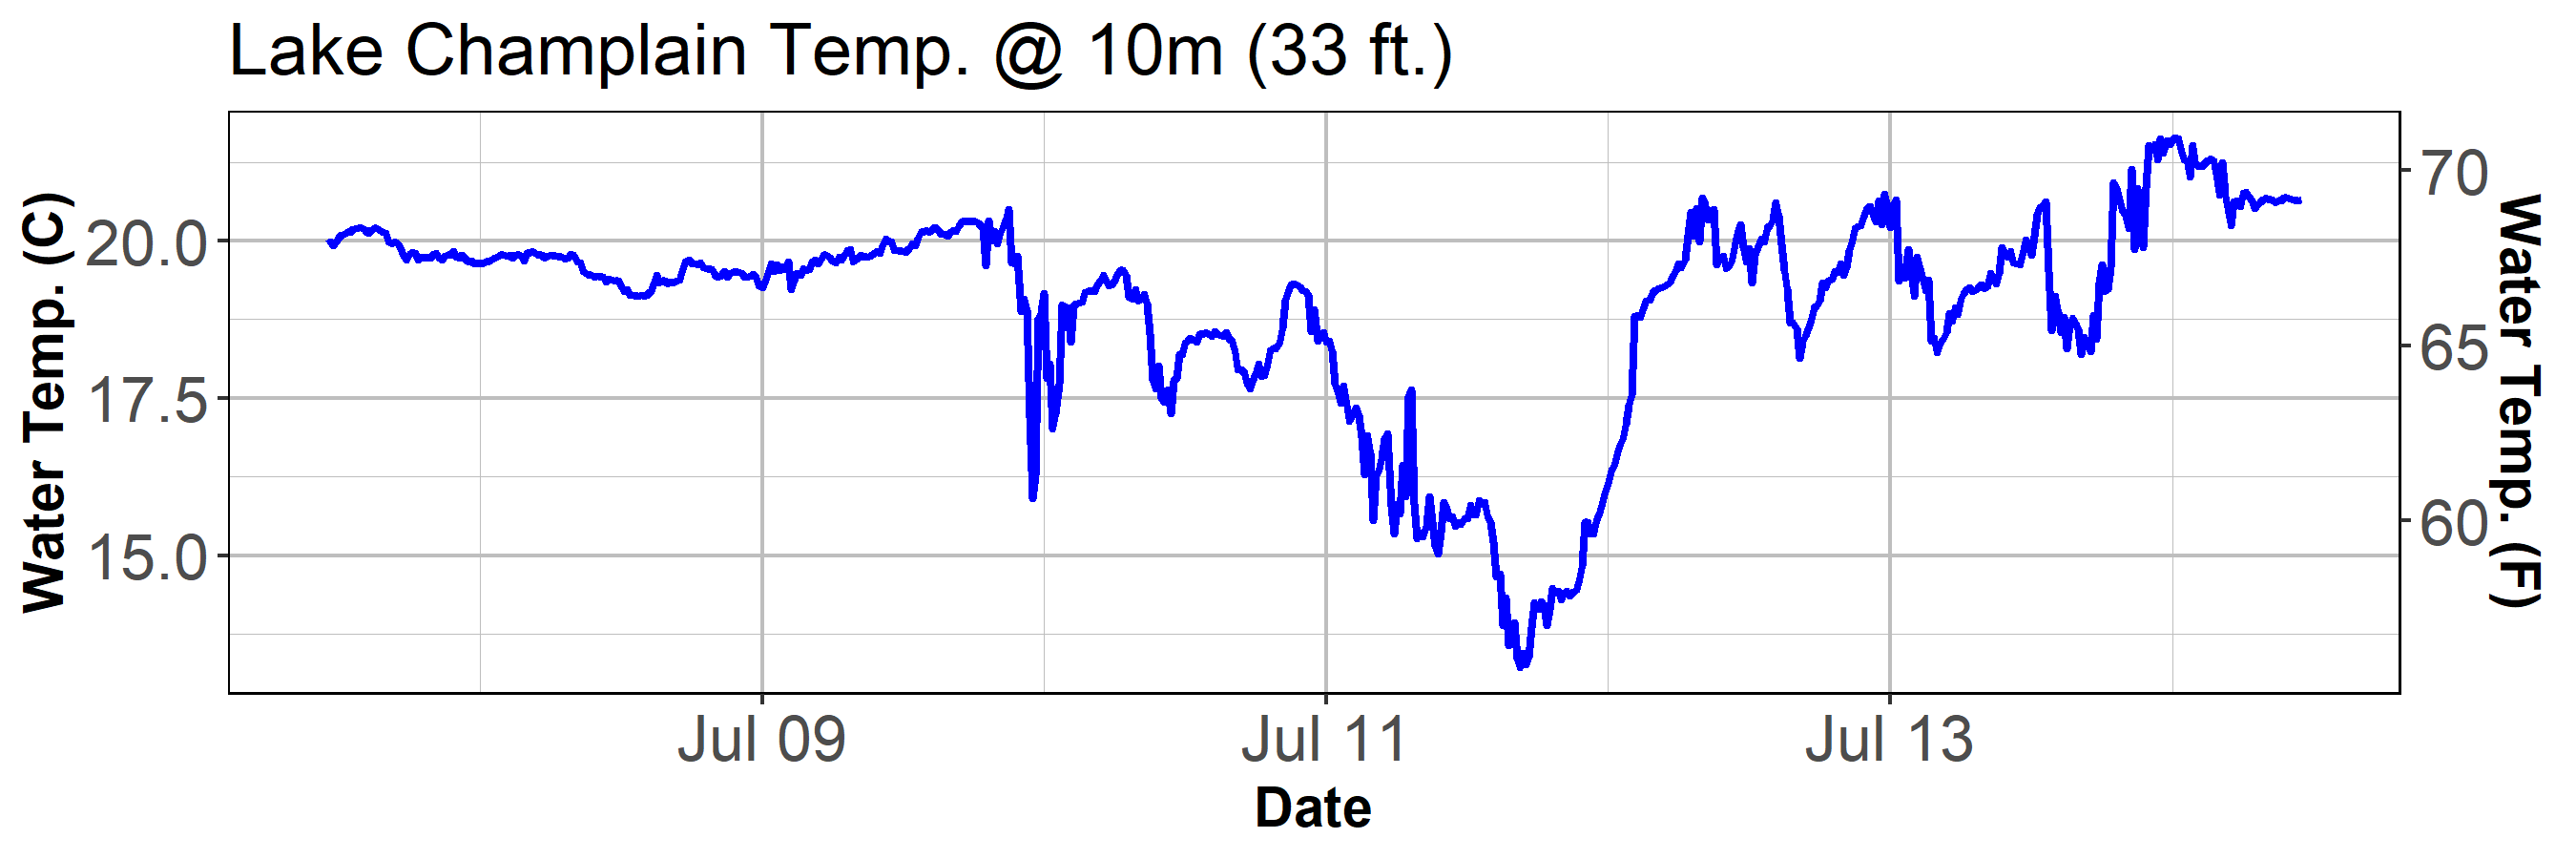 Lake Champlain Temp. @ 10m (33 ft.)
Water Temp. (C)
20.0
17.5
15.0
70
65
60
Water Temp. (F)
Jul 09
Jul 11
Jul 13
Date